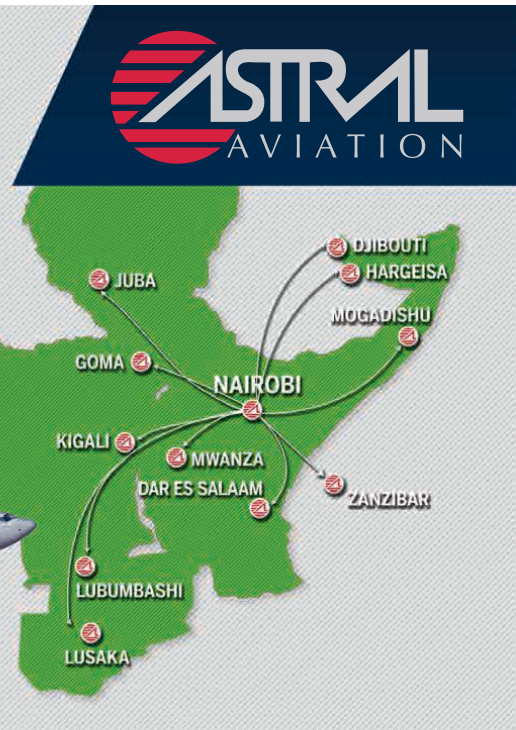 ASTRAL
AVIATION
DJIBOUTI
HARGEISA
JUBA
MOGADISHU
GOMA
NAIROBI
KIGALI
MWANZA
DAR ES SALAAM
ZANZIBAR
LUBUMBASHI
LUSAKA